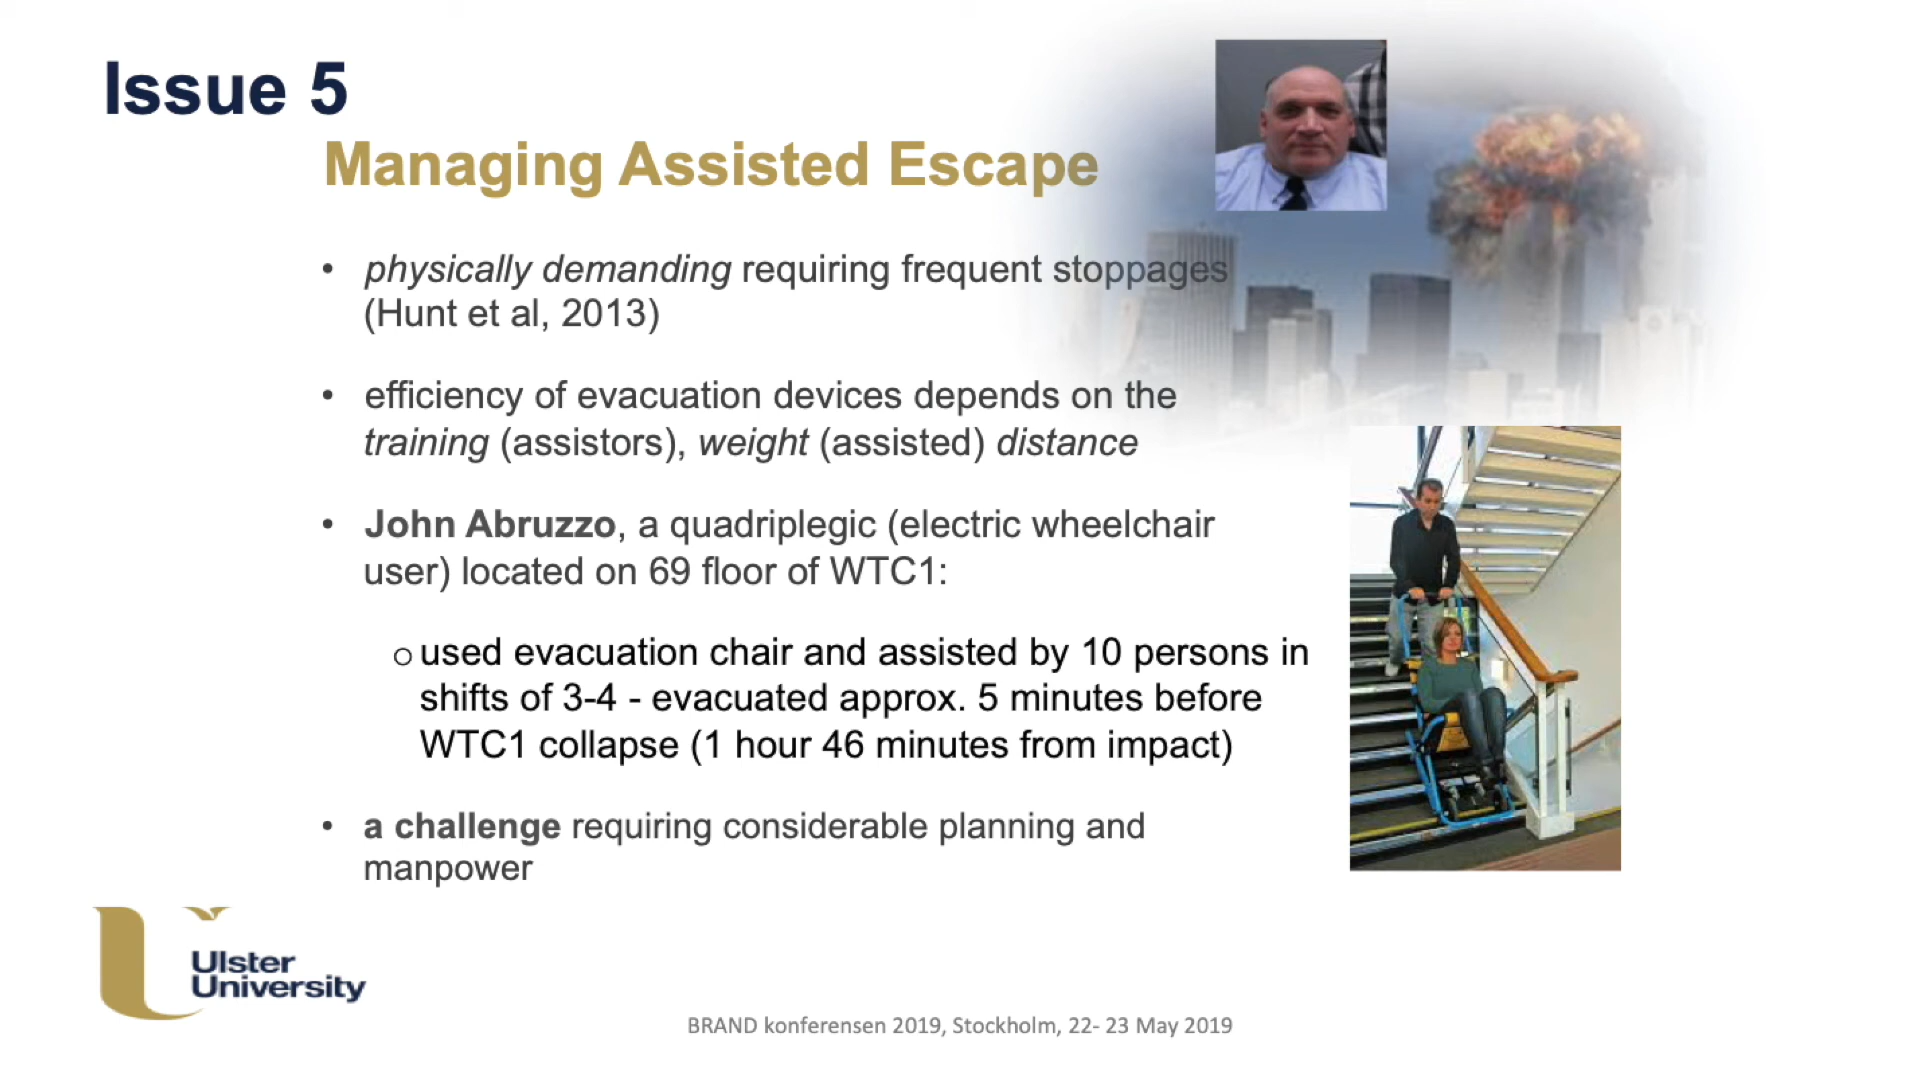 Issue 5
Managing Assisted Escape
• physically demanding requiring frequent stoppages
(Hunt et al, 2013)
• efficiency of evacuation devices depends on the
training (assistors), weight (assisted) distance
• John Abruzzo, a quadriplegic (electric wheelchair
user) located on 69 floor of WTC1:
o used evacuation chair and assisted by 10 persons in
shifts of 3-4 - evacuated approx. 5 minutes before
WTC1 collapse (1 hour 46 minutes from impact)
• a challenge requiring considerable planning and
manpower
Ulster
University
BRAND konferensen 2019, Stockholm, 22- 23 May 2019